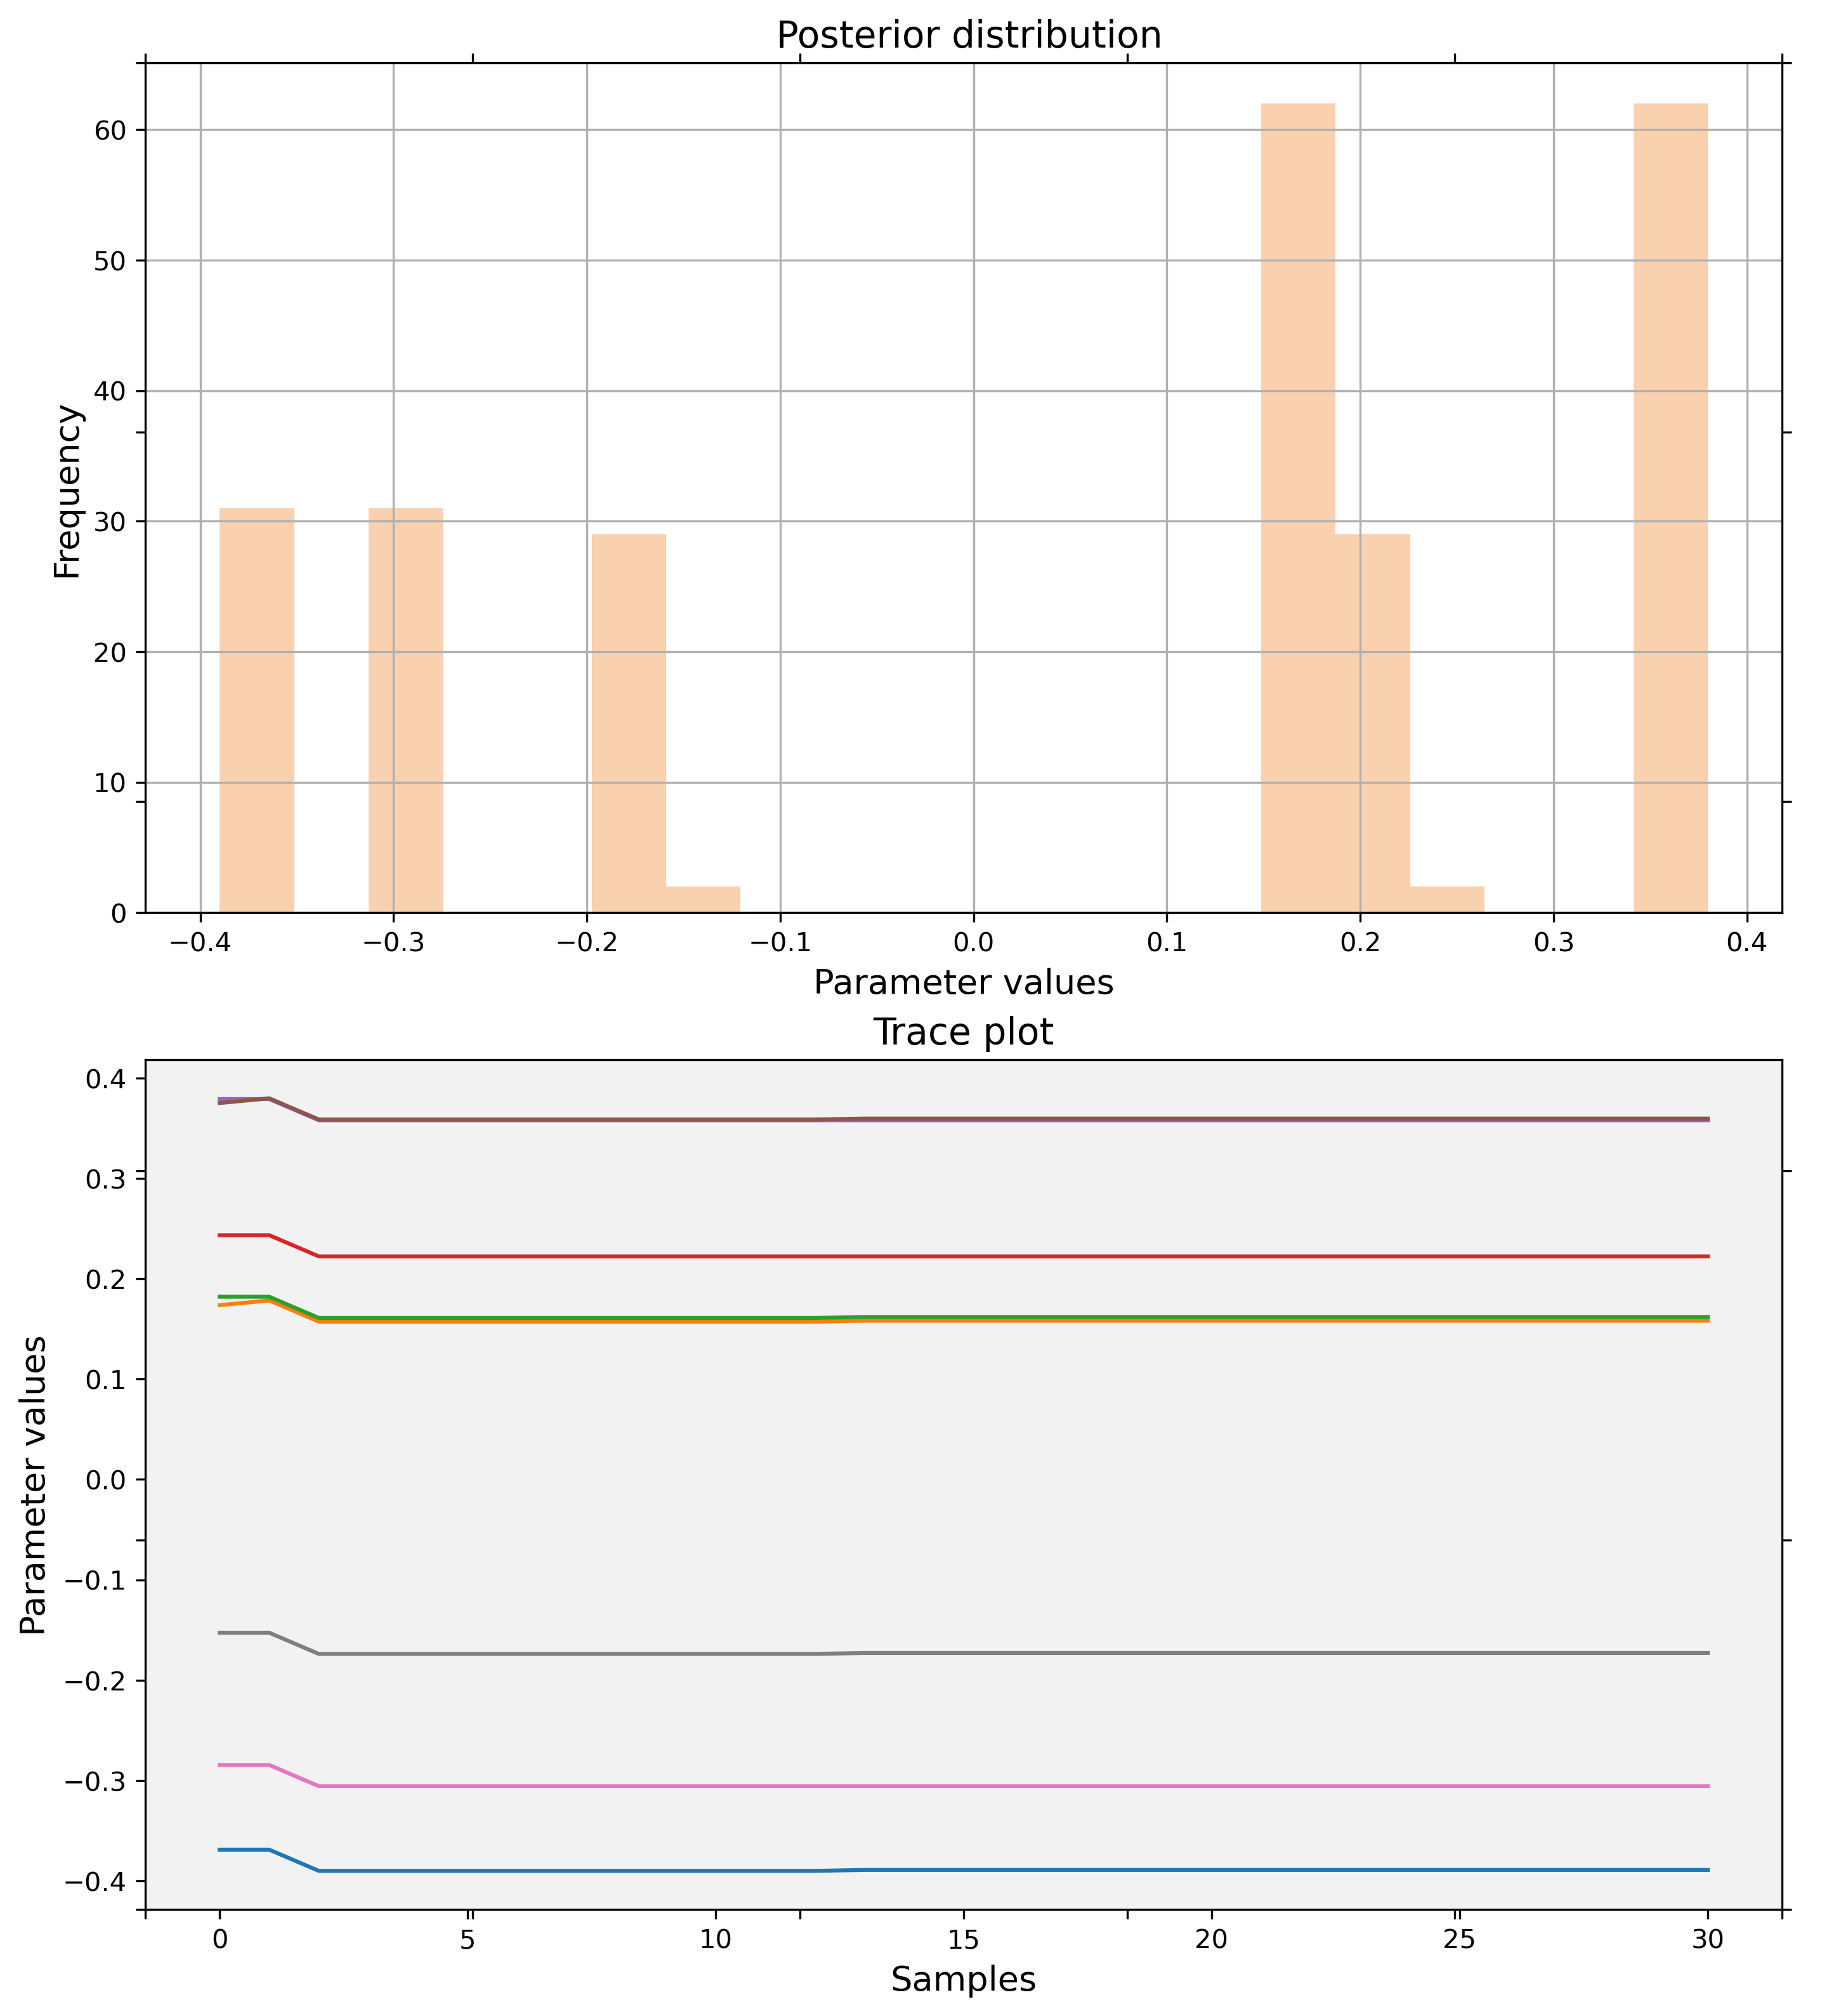 Posterior distribution
Frequency
60
50
40
30
20
10
0
−0.4 −0.3 −0.2 −0.1 0.0 0.1 0.2 0.3 0.4
Parameter values
Trace plot
Parameter values
0.4
0.3
0.2
0.1
0.0
−0.1
−0.2
−0.3
−0.4
0 5 10 15 20 25 30
Samples